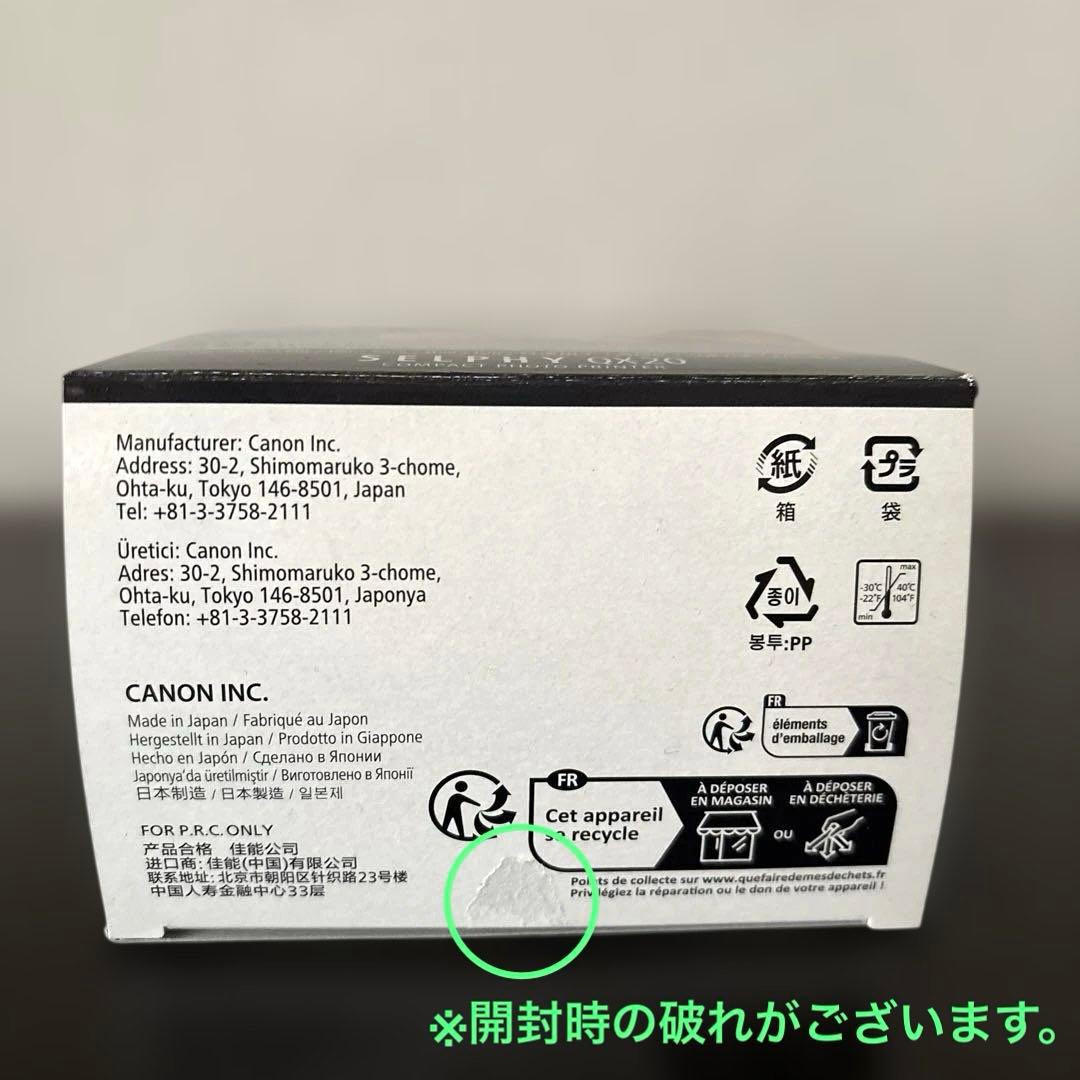 SELPHY QX20
COMPACT PHOTO PRINTER
Manufacturer: Canon Inc.
Address: 30-2, Shimomaruko 3-chome,
Ohta-ku, Tokyo 146-8501, Japan
Tel: +81-3-3758-2111
Üretici: Canon Inc.
Adres: 30-2, Shimomaruko 3-chome,
Ohta-ku, Tokyo 146-8501, Japonya
Telefon: +81-3-3758-2111
紙
箱
プラ
袋
종이
봉투:PP
max
-30℃ 40℃
-22°F 104°F
min
CANON INC.
Made in Japan / Fabriqué au Japon
Hergestellt in Japan / Prodotto in Giappone
Hecho en Japón / Сделано в Японии
Japonya'da üretilmiştir / Виготовлено в Японії
日本制造 / 日本製造 / 일본제
FOR P.R.C. ONLY
产品合格 佳能公司
进口商: 佳能(中国)有限公司
联系地址: 北京市朝阳区针织路23号楼
中国人寿金融中心33层
FR
éléments
d'emballage
FR
Cet appareil
se recycle
À DÉPOSER
EN MAGASIN
OU
À DÉPOSER
EN DÉCHÈTERIE
Points de collecte sur www.quefairedemesdechets.fr
Privilégiez la réparation ou le don de votre appareil !
※開封時の破れがございます。